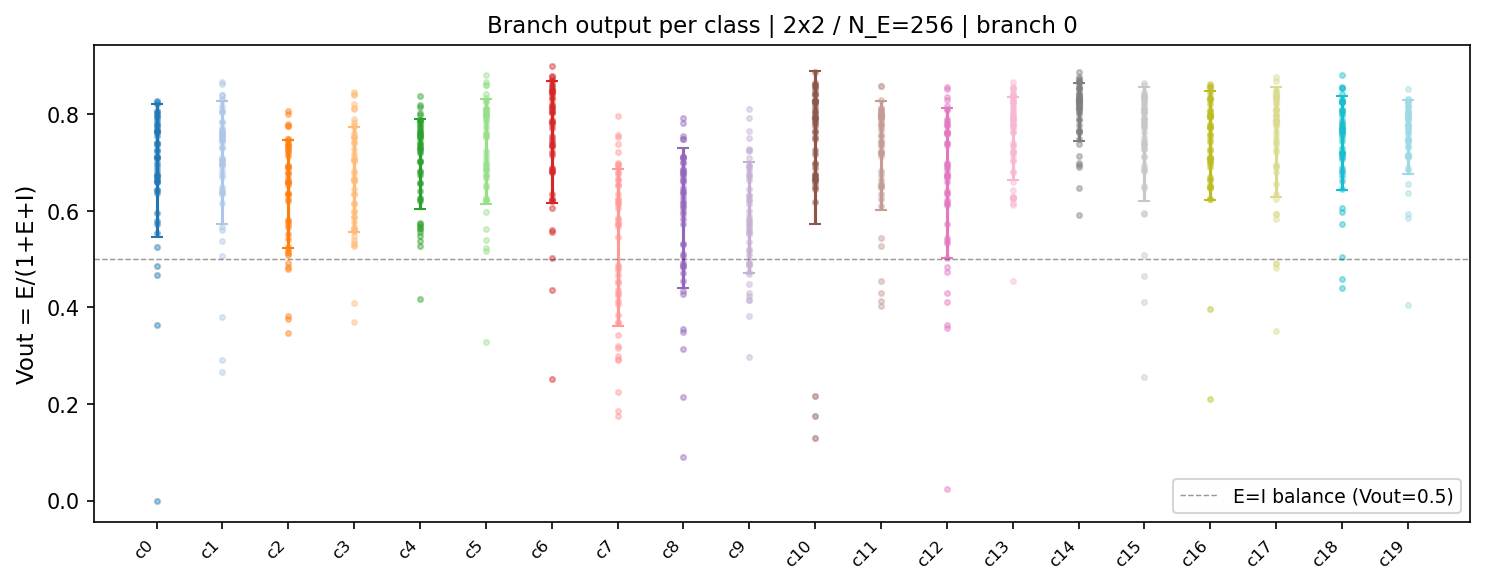 Branch output per class | 2x2 / N_E=256 | branch 0
Vout = E/(1+E+I)
0.8
0.6
0.4
0.2
0.0
E=I balance (Vout=0.5)
c0 c1 c2 c3 c4 c5 c6 c7 c8 c9 c10 c11 c12 c13 c14 c15 c16 c17 c18 c19